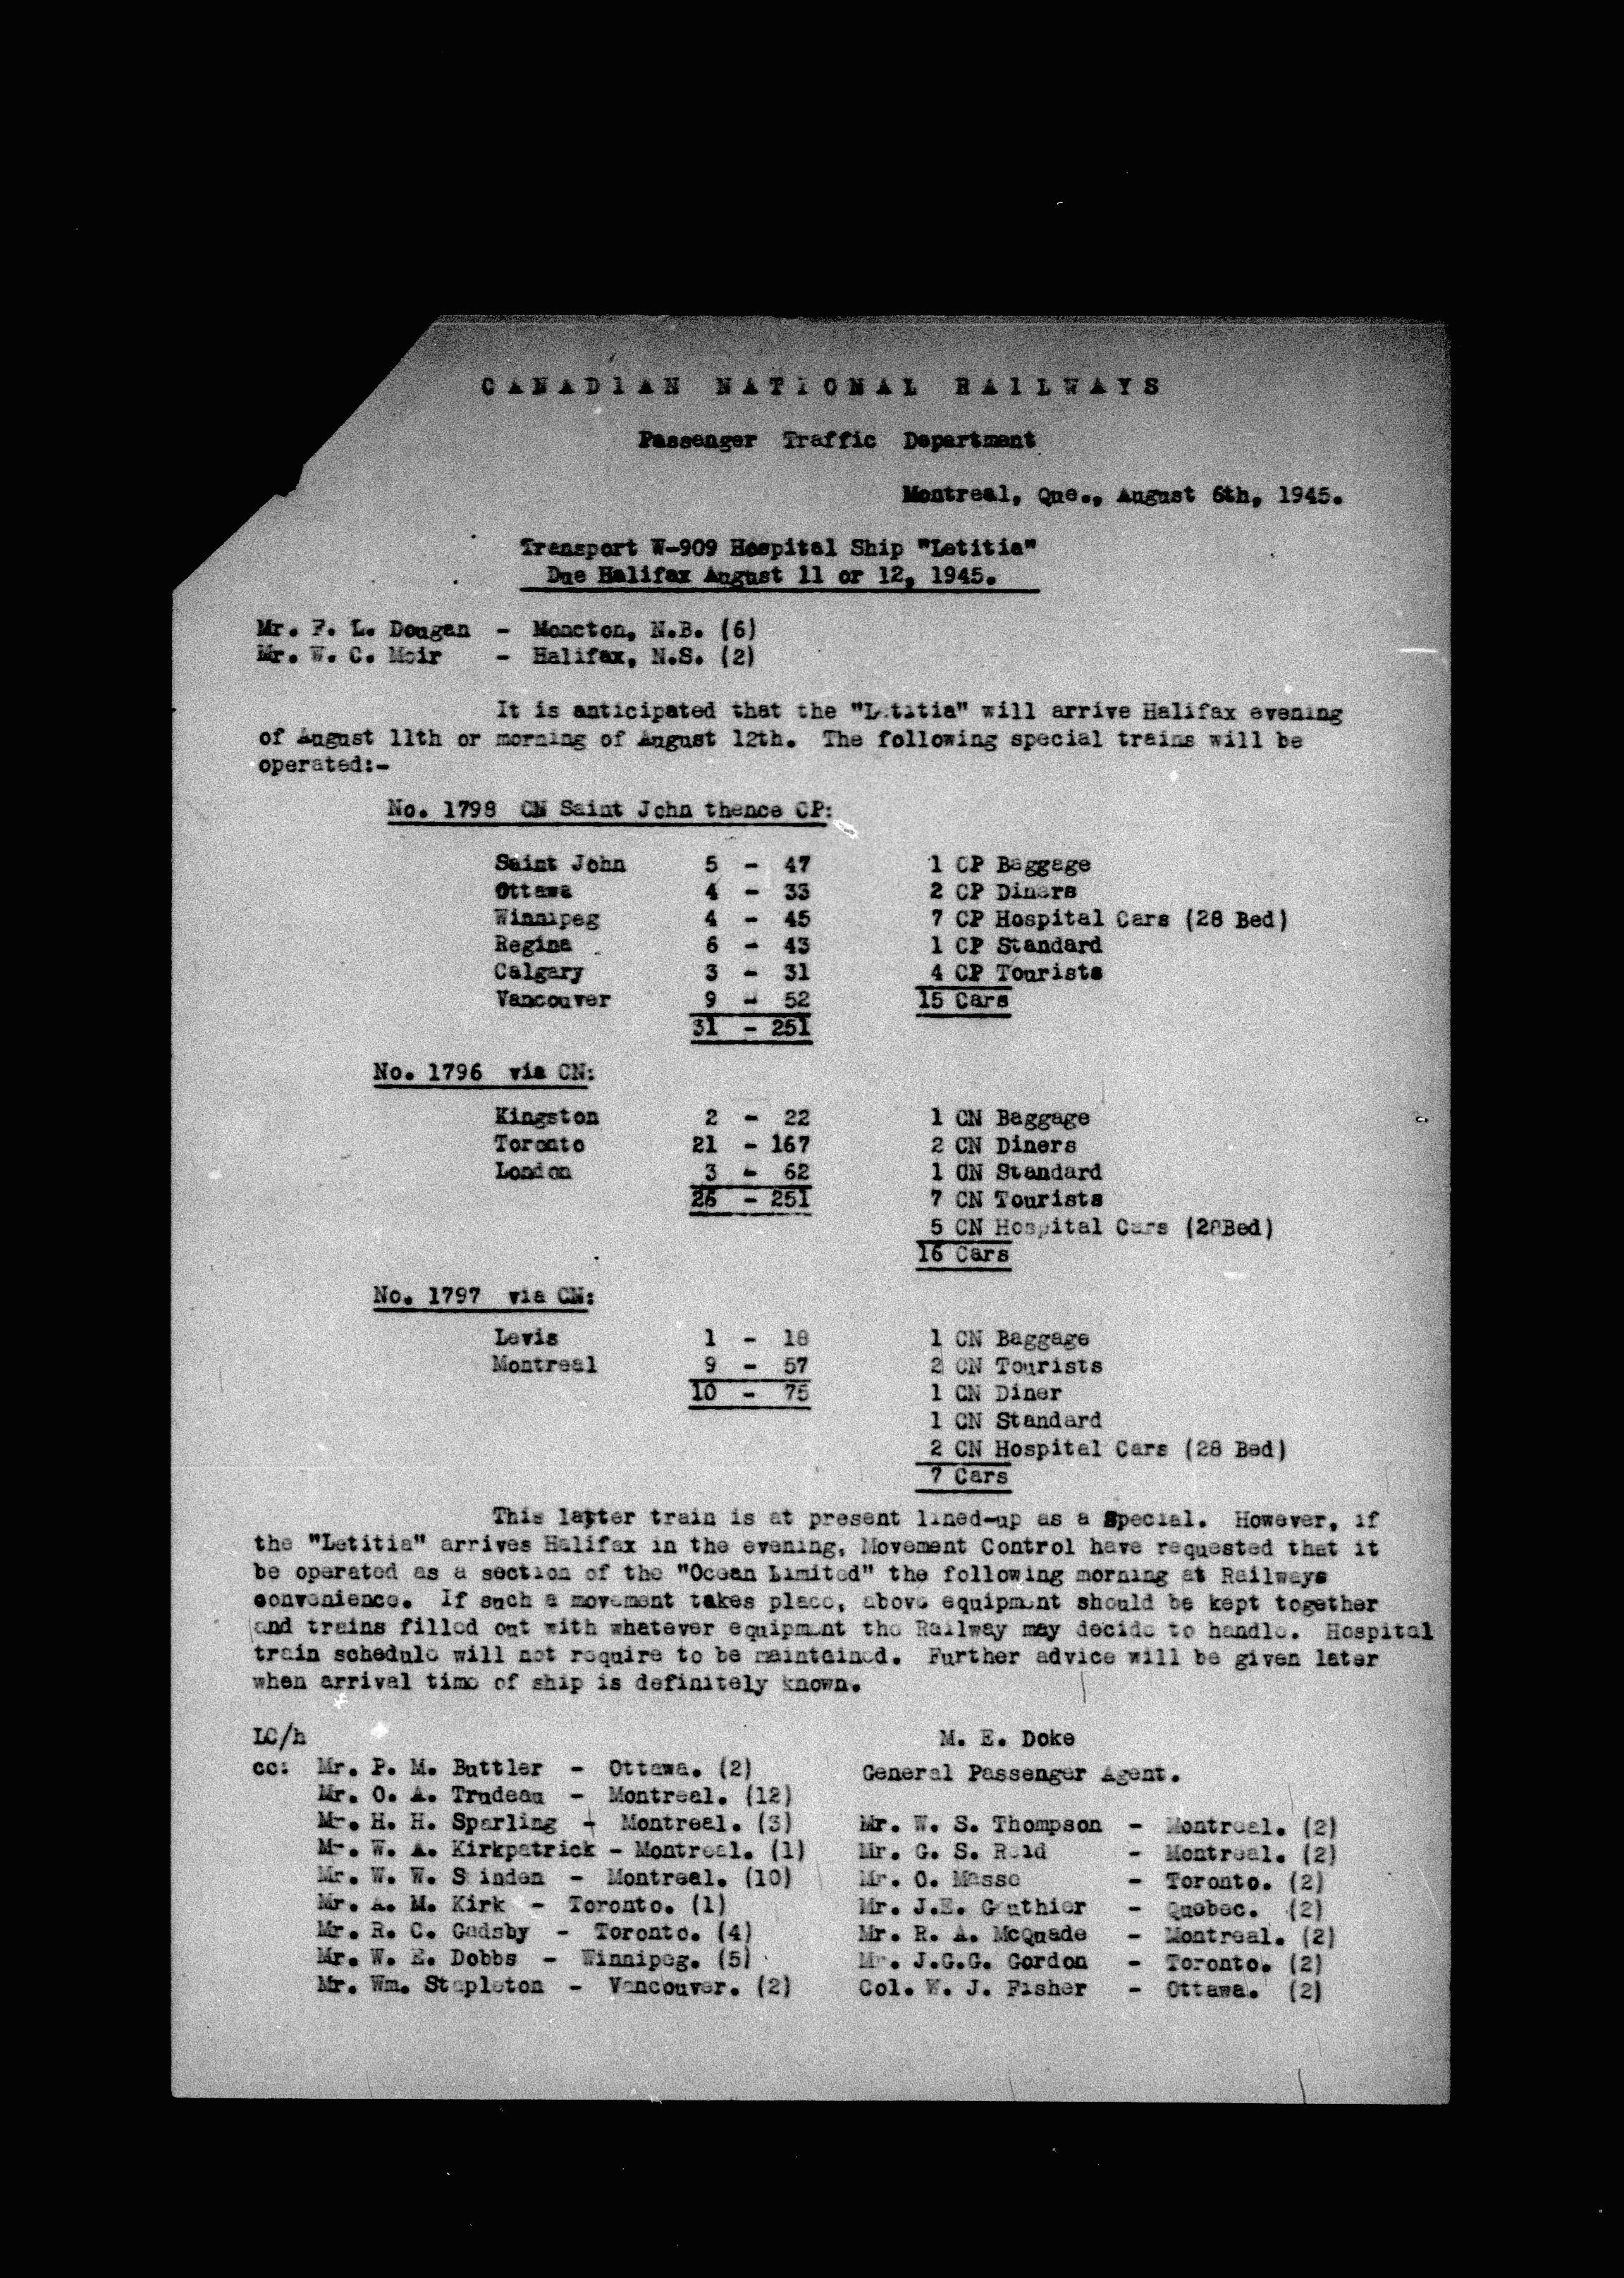 CANADIAN NATIONAL RAILWAYS
Passenger Traffic Department
Montreal, Que., August 6th, 1945.
Transport W-909 Hospital Ship "Letitia"
Due Halifax August 11 or 12, 1945.
Mr. F. L. Dougan - Moncton, N.B. (6)
Mr. W. C. Moir - Halifax, N.S. (2)
It is anticipated that the "Letitia" will arrive Halifax evening
of August 11th or morning of August 12th. The following special trains will be
operated:-
No. 1798 CN Saint John thence CP:
Saint John 5 - 47 1 CP Baggage
Ottawa 4 - 33 2 CP Diners
Winnipeg 4 - 45 7 CP Hospital Cars (28 Bed)
Regina 6 - 43 1 CP Standard
Calgary 3 - 31 4 CP Tourists
Vancouver 9 - 52 15 Cars
31 - 251
No. 1796 via CN:
Kingston 2 - 22 1 CN Baggage
Toronto 21 - 167 2 CN Diners
London 3 - 62 1 CN Standard
26 - 251 7 CN Tourists
5 CN Hospital Cars (28Bed)
16 Cars
No. 1797 via CN:
Levis 1 - 18 1 CN Baggage
Montreal 9 - 57 2 CN Tourists
10 - 75 1 CN Diner
1 CN Standard
2 CN Hospital Cars (28 Bed)
7 Cars
This latter train is at present lined-up as a Special. However, if
the "Letitia" arrives Halifax in the evening, Movement Control have requested that it
be operated as a section of the "Ocean Limited" the following morning at Railways
convenience. If such a movement takes place, above equipment should be kept together
and trains filled out with whatever equipment the Railway may decide to handle. Hospital
train schedule will not require to be maintained. Further advice will be given later
when arrival time of ship is definitely known.
LC/h M. E. Doke
cc: Mr. P. M. Buttler - Ottawa. (2) General Passenger Agent.
Mr. O. A. Trudeau - Montreal. (12)
Mr. H. H. Sparling - Montreal. (3) Mr. W. S. Thompson - Montreal. (2)
Mr. W. A. Kirkpatrick - Montreal. (1) Mr. G. S. Reid - Montreal. (2)
Mr. W. W. Swinden - Montreal. (10) Mr. O. Masse - Toronto. (2)
Mr. A. M. Kirk - Toronto. (1) Mr. J.E. Gauthier - Quebec. (2)
Mr. R. C. Gadsby - Toronto. (4) Mr. R. A. McQuade - Montreal. (2)
Mr. W. E. Dobbs - Winnipeg. (5) Mr. J.G.G. Gordon - Toronto. (2)
Mr. Wm. Stapleton - Vancouver. (2) Col. W. J. Fisher - Ottawa. (2)